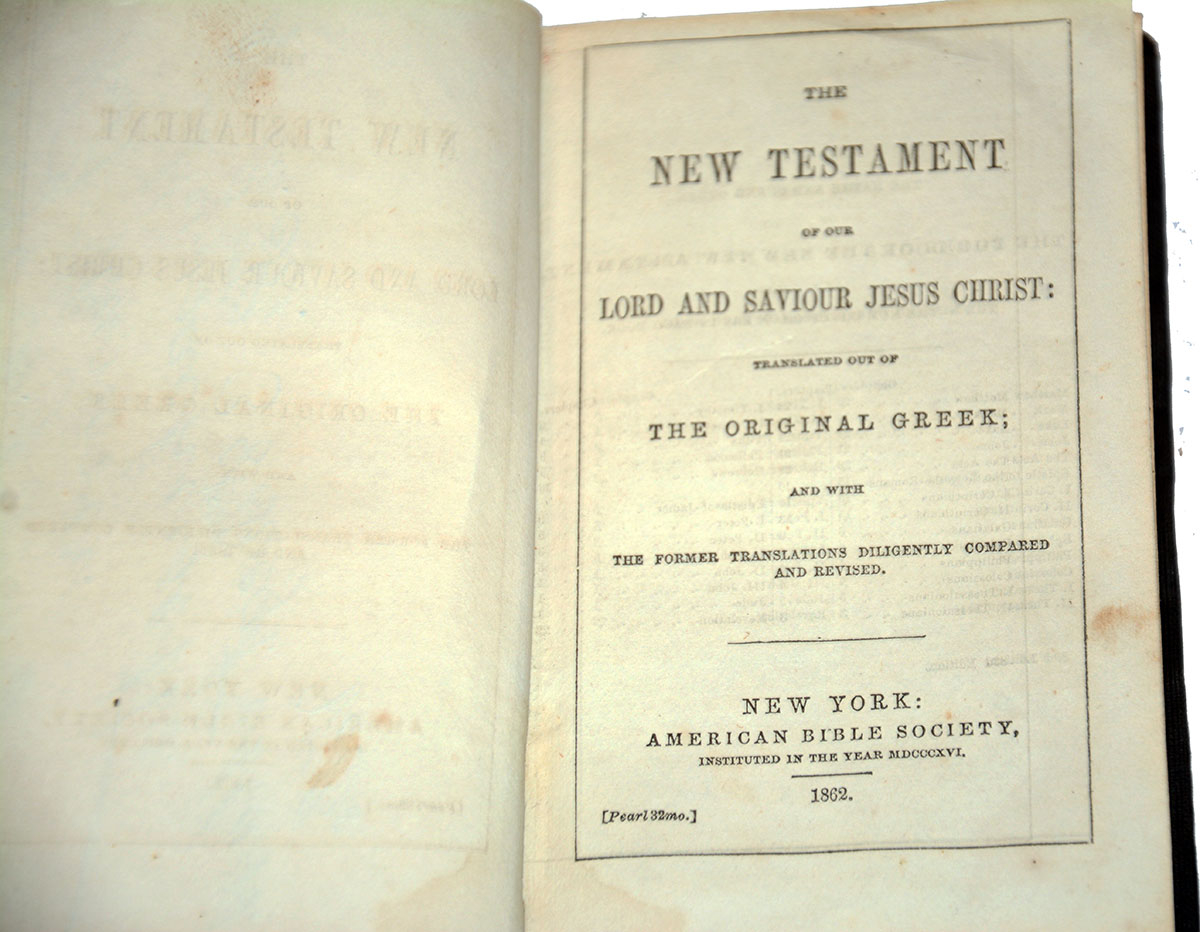 THE
NEW TESTAMENT
OF OUR
LORD AND SAVIOUR JESUS CHRIST:
TRANSLATED OUT OF
THE ORIGINAL GREEK;
AND WITH
THE FORMER TRANSLATIONS DILIGENTLY COMPARED
AND REVISED.
NEW YORK:
AMERICAN BIBLE SOCIETY,
INSTITUTED IN THE YEAR MDCCCXVI.
1862.
[Pearl 32mo.]